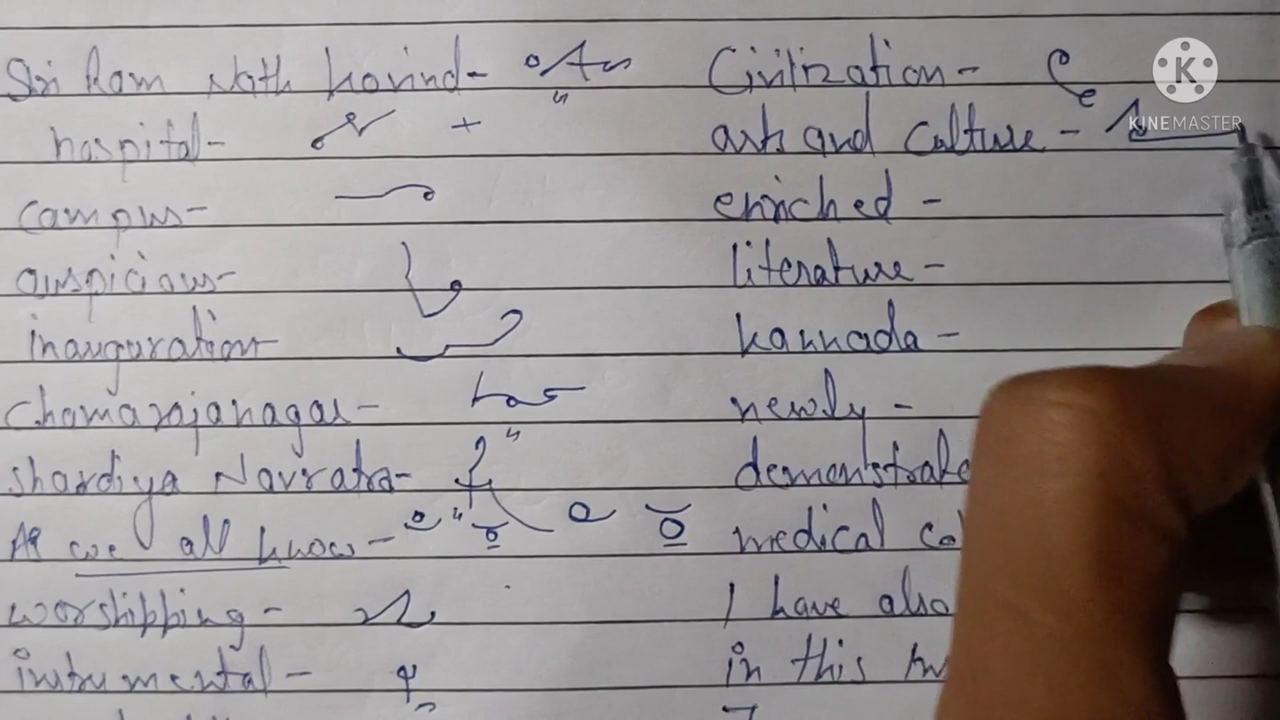 Sri Ram Nath kovind-
hospital-
campus-
auspicious-
inauguration-
Chamarajanagar-
Shardiya Navratra-
As we all know-
worshipping-
instrumental-
Civilization-
arts and culture-
enriched-
literature-
kannada-
newly-
demonstrate
medical
I have also
in this
K
KINEMASTER